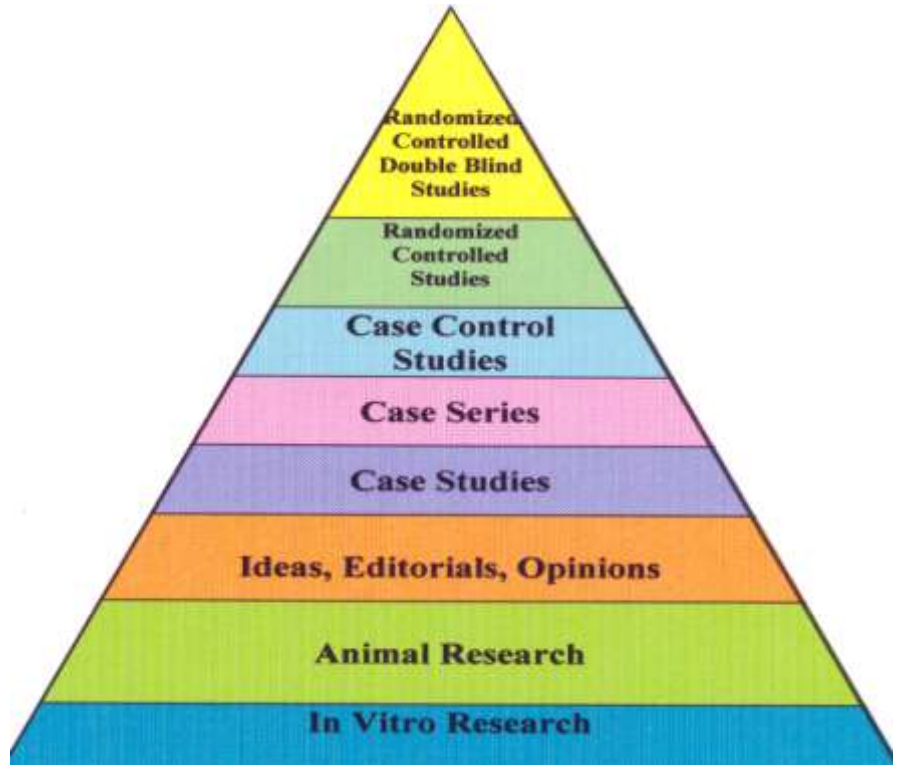 Randomized
Controlled
Double Blind
Studies
Randomized
Controlled
Studies
Case Control
Studies
Case Series
Case Studies
Ideas, Editorials, Opinions
Animal Research
In Vitro Research